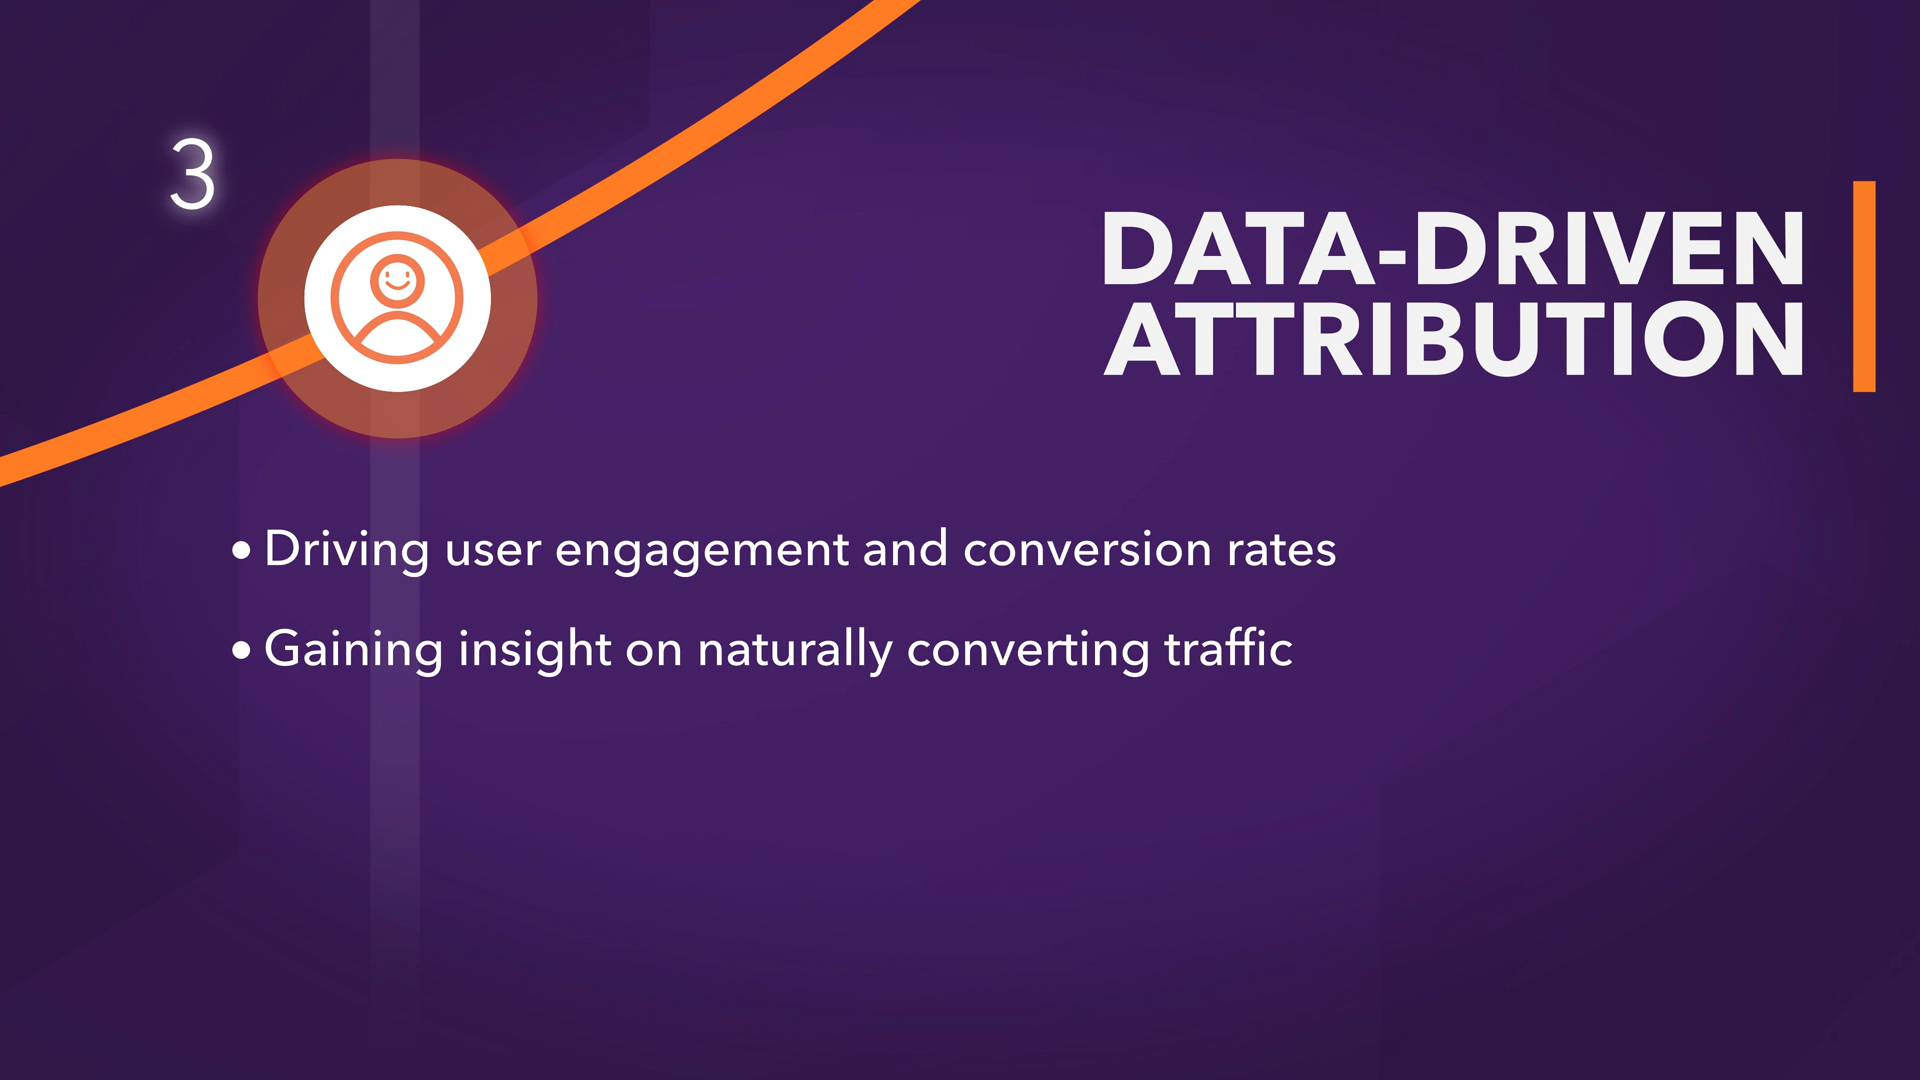 3
DATA-DRIVEN
ATTRIBUTION
• Driving user engagement and conversion rates
• Gaining insight on naturally converting traffic